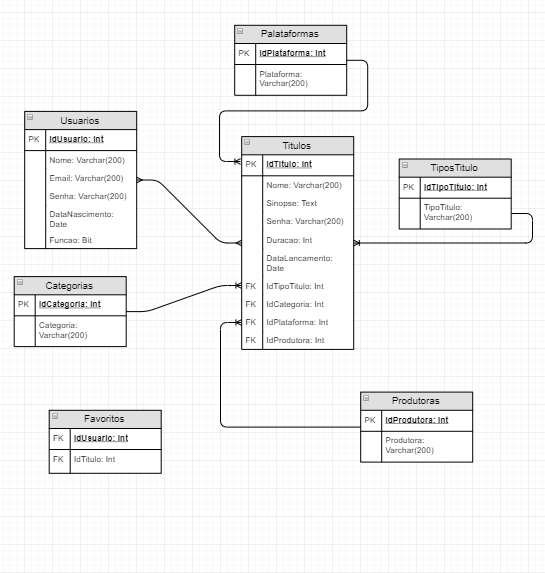 Palataformas
PK IdPlataforma: Int
Plataforma:
Varchar(200)
Usuarios
PK IdUsuario: Int
Nome: Varchar(200)
Email: Varchar(200)
Senha: Varchar(200)
DataNascimento:
Date
Funcao: Bit
Titulos
PK IdTitulo: Int
Nome: Varchar(200)
Sinopse: Text
Senha: Varchar(200)
Duracao: Int
DataLancamento:
Date
FK IdTipoTitulo: Int
FK IdCategoria: Int
FK IdPlataforma: Int
FK IdProdutora: Int
TiposTitulo
PK IdTipoTitulo: Int
TipoTitulo:
Varchar(200)
Categorias
PK IdCategoria: Int
Categoria:
Varchar(200)
Favoritos
FK IdUsuario: Int
FK IdTitulo: Int
Produtoras
PK IdProdutora: Int
Produtora:
Varchar(200)